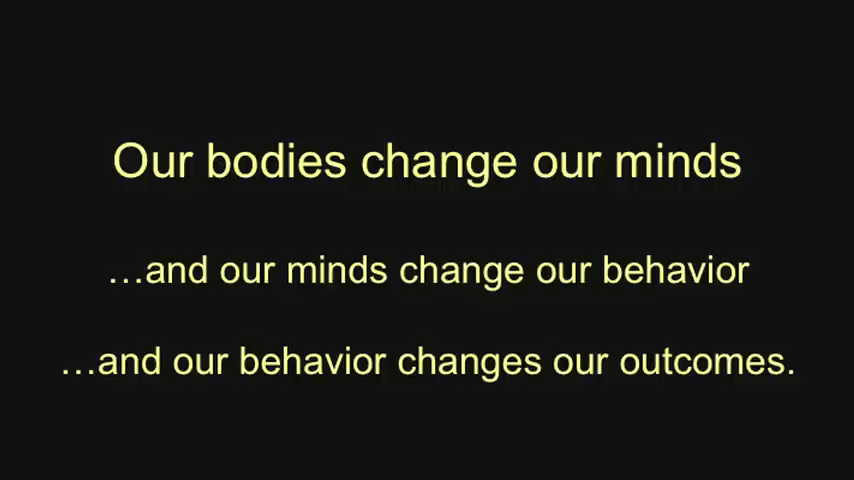 Our bodies change our minds
…and our minds change our behavior
…and our behavior changes our outcomes.